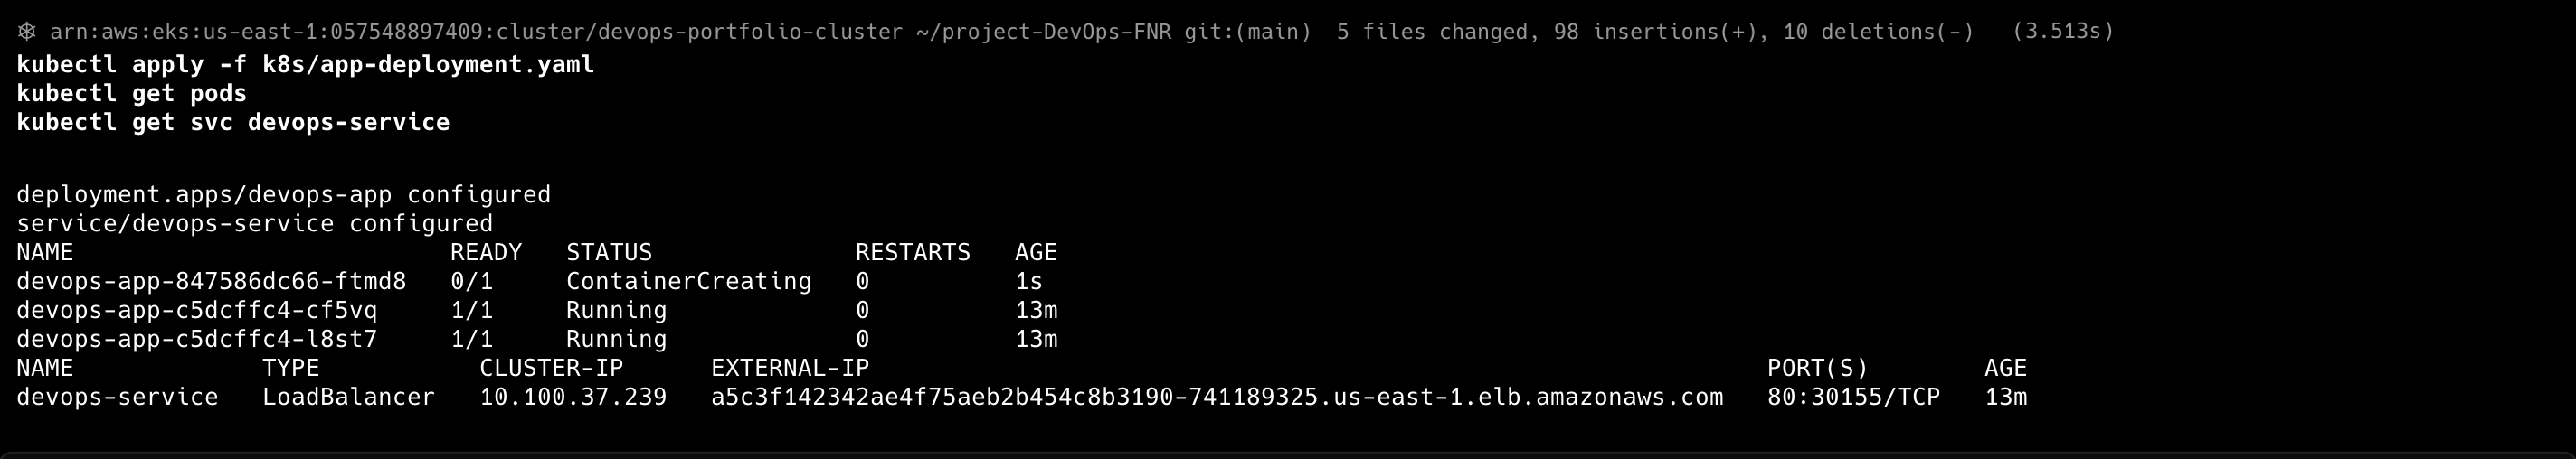 arn:aws:eks:us-east-1:057548897409:cluster/devops-portfolio-cluster ~/project-DevOps-FNR git:(main)  5 files changed, 98 insertions(+), 10 deletions(-)   (3.513s)
kubectl apply -f k8s/app-deployment.yaml
kubectl get pods
kubectl get svc devops-service
deployment.apps/devops-app configured
service/devops-service configured
NAME                          READY   STATUS              RESTARTS   AGE
devops-app-847586dc66-ftmd8   0/1     ContainerCreating   0          1s
devops-app-c5dcffc4-cf5vq     1/1     Running             0          13m
devops-app-c5dcffc4-l8st7     1/1     Running             0          13m
NAME             TYPE           CLUSTER-IP      EXTERNAL-IP                                                              PORT(S)        AGE
devops-service   LoadBalancer   10.100.37.239   a5c3f142342ae4f75aeb2b454c8b3190-741189325.us-east-1.elb.amazonaws.com   80:30155/TCP   13m